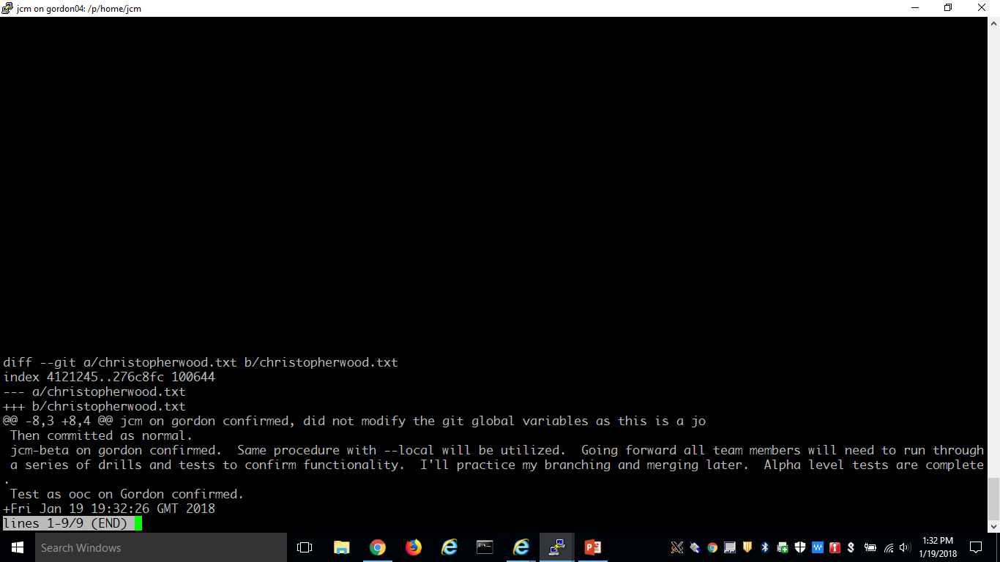 jcm on gordon04: /p/home/jcm
diff --git a/christopherwood.txt b/christopherwood.txt
index 4121245..276c8fc 100644
--- a/christopherwood.txt
+++ b/christopherwood.txt
@@ -8,3 +8,4 @@ jcm on gordon confirmed, did not modify the git global variables as this is a jo
 Then committed as normal.
 jcm-beta on gordon confirmed.  Same procedure with --local will be utilized.  Going forward all team members will need to run through
 a series of drills and tests to confirm functionality.  I'll practice my branching and merging later.  Alpha level tests are complete
.
 Test as ooc on Gordon confirmed.
+Fri Jan 19 19:32:26 GMT 2018
lines 1-9/9 (END)
Search Windows
1:32 PM
1/19/2018